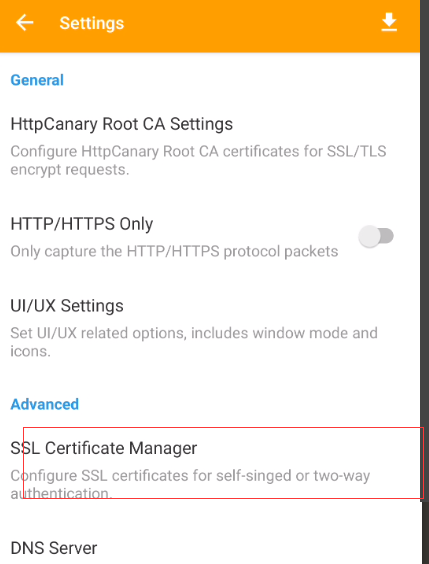 Settings
General
HttpCanary Root CA Settings
Configure HttpCanary Root CA certificates for SSL/TLS
encrypt requests.
HTTP/HTTPS Only
Only capture the HTTP/HTTPS protocol packets
UI/UX Settings
Set UI/UX related options, includes window mode and
icons.
Advanced
SSL Certificate Manager
Configure SSL certificates for self-singed or two-way
authentication.
DNS Server